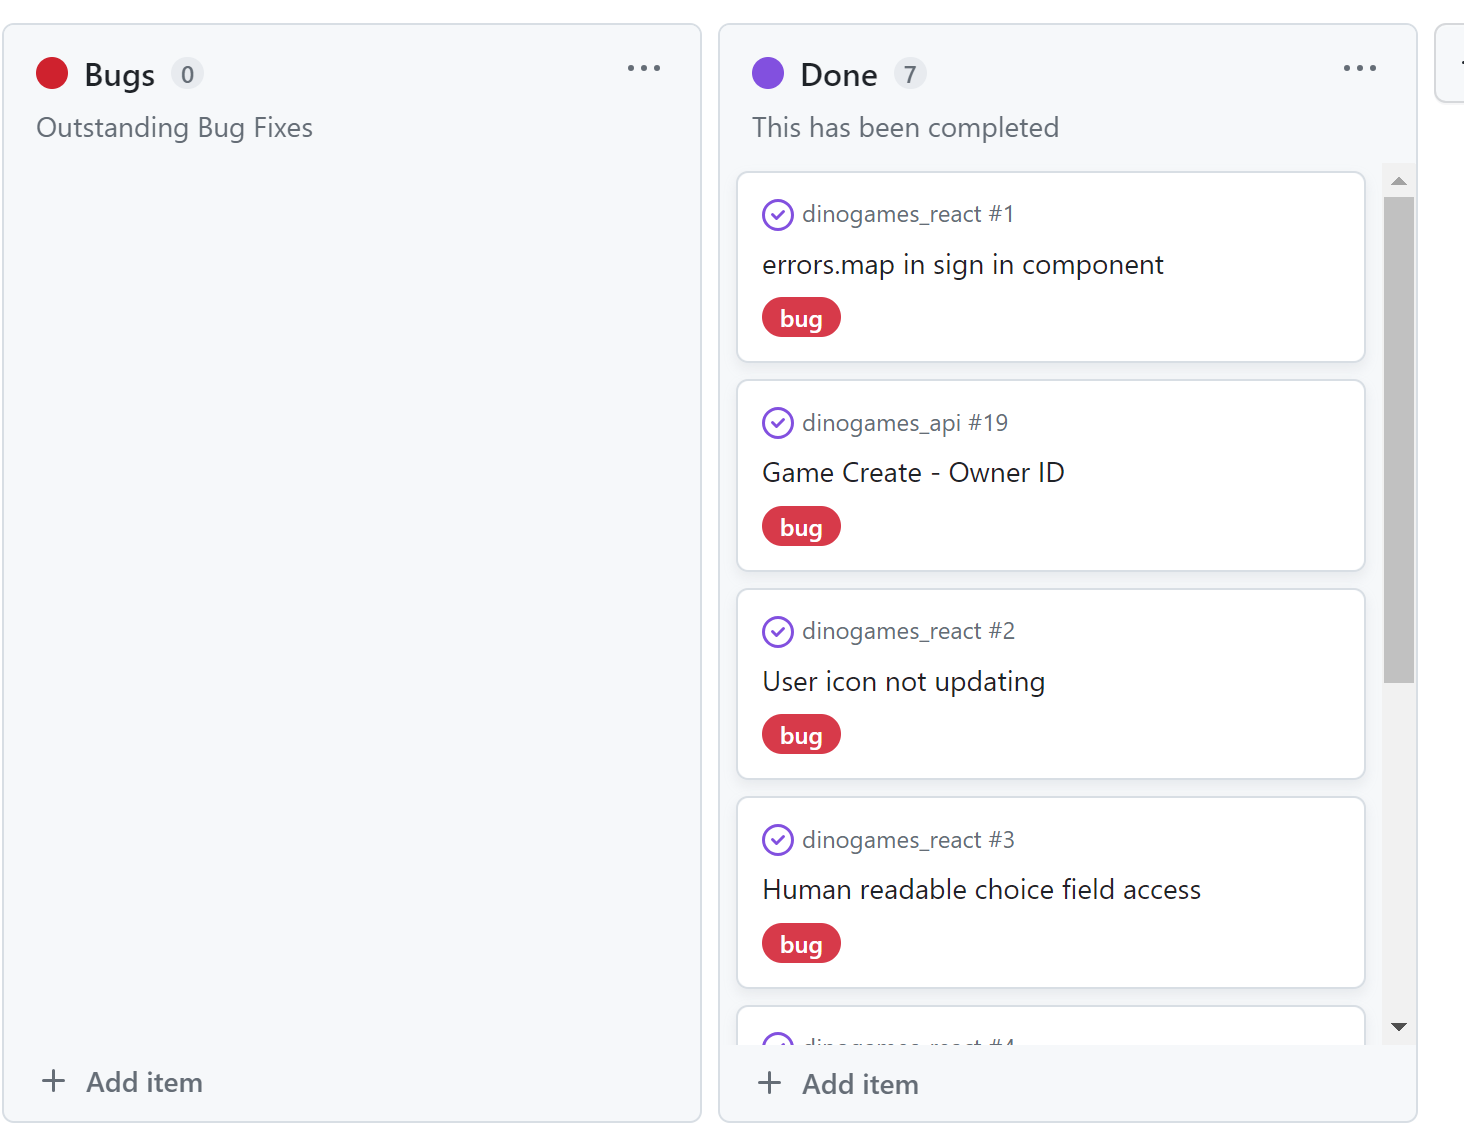 Bugs 0
Outstanding Bug Fixes
Add item
Done 7
This has been completed
dinogames_react #1
errors.map in sign in component
bug
dinogames_api #19
Game Create - Owner ID
bug
dinogames_react #2
User icon not updating
bug
dinogames_react #3
Human readable choice field access
bug
dinogames_react #4
Add item